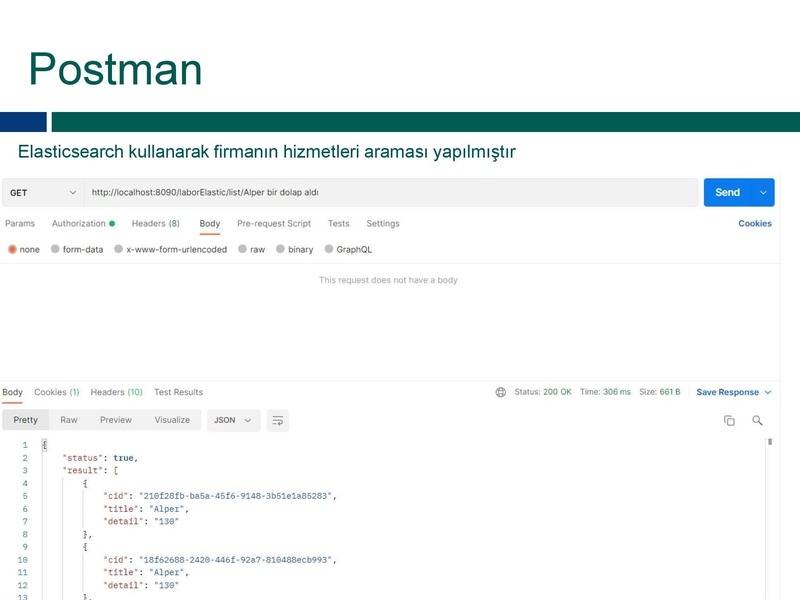 Postman
Elasticsearch kullanarak firmanın hizmetleri araması yapılmıştır
GET http://localhost:8090/laborElastic/list/Alper bir dolap aldı Send
Params Authorization Headers (8) Body Pre-request Script Tests Settings Cookies
none form-data x-www-form-urlencoded raw binary GraphQL
This request does not have a body
Body Cookies (1) Headers (10) Test Results Status: 200 OK Time: 306 ms Size: 661 B Save Response
Pretty Raw Preview Visualize JSON
1 {
2 "status": true,
3 "result": [
4 {
5 "cid": "210f28fb-ba5a-45f6-9148-3b51e1a85283",
6 "title": "Alper",
7 "detail": "130"
8 },
9 {
10 "cid": "18f62688-2420-446f-92a7-810488ecb993",
11 "title": "Alper",
12 "detail": "130"
13 },